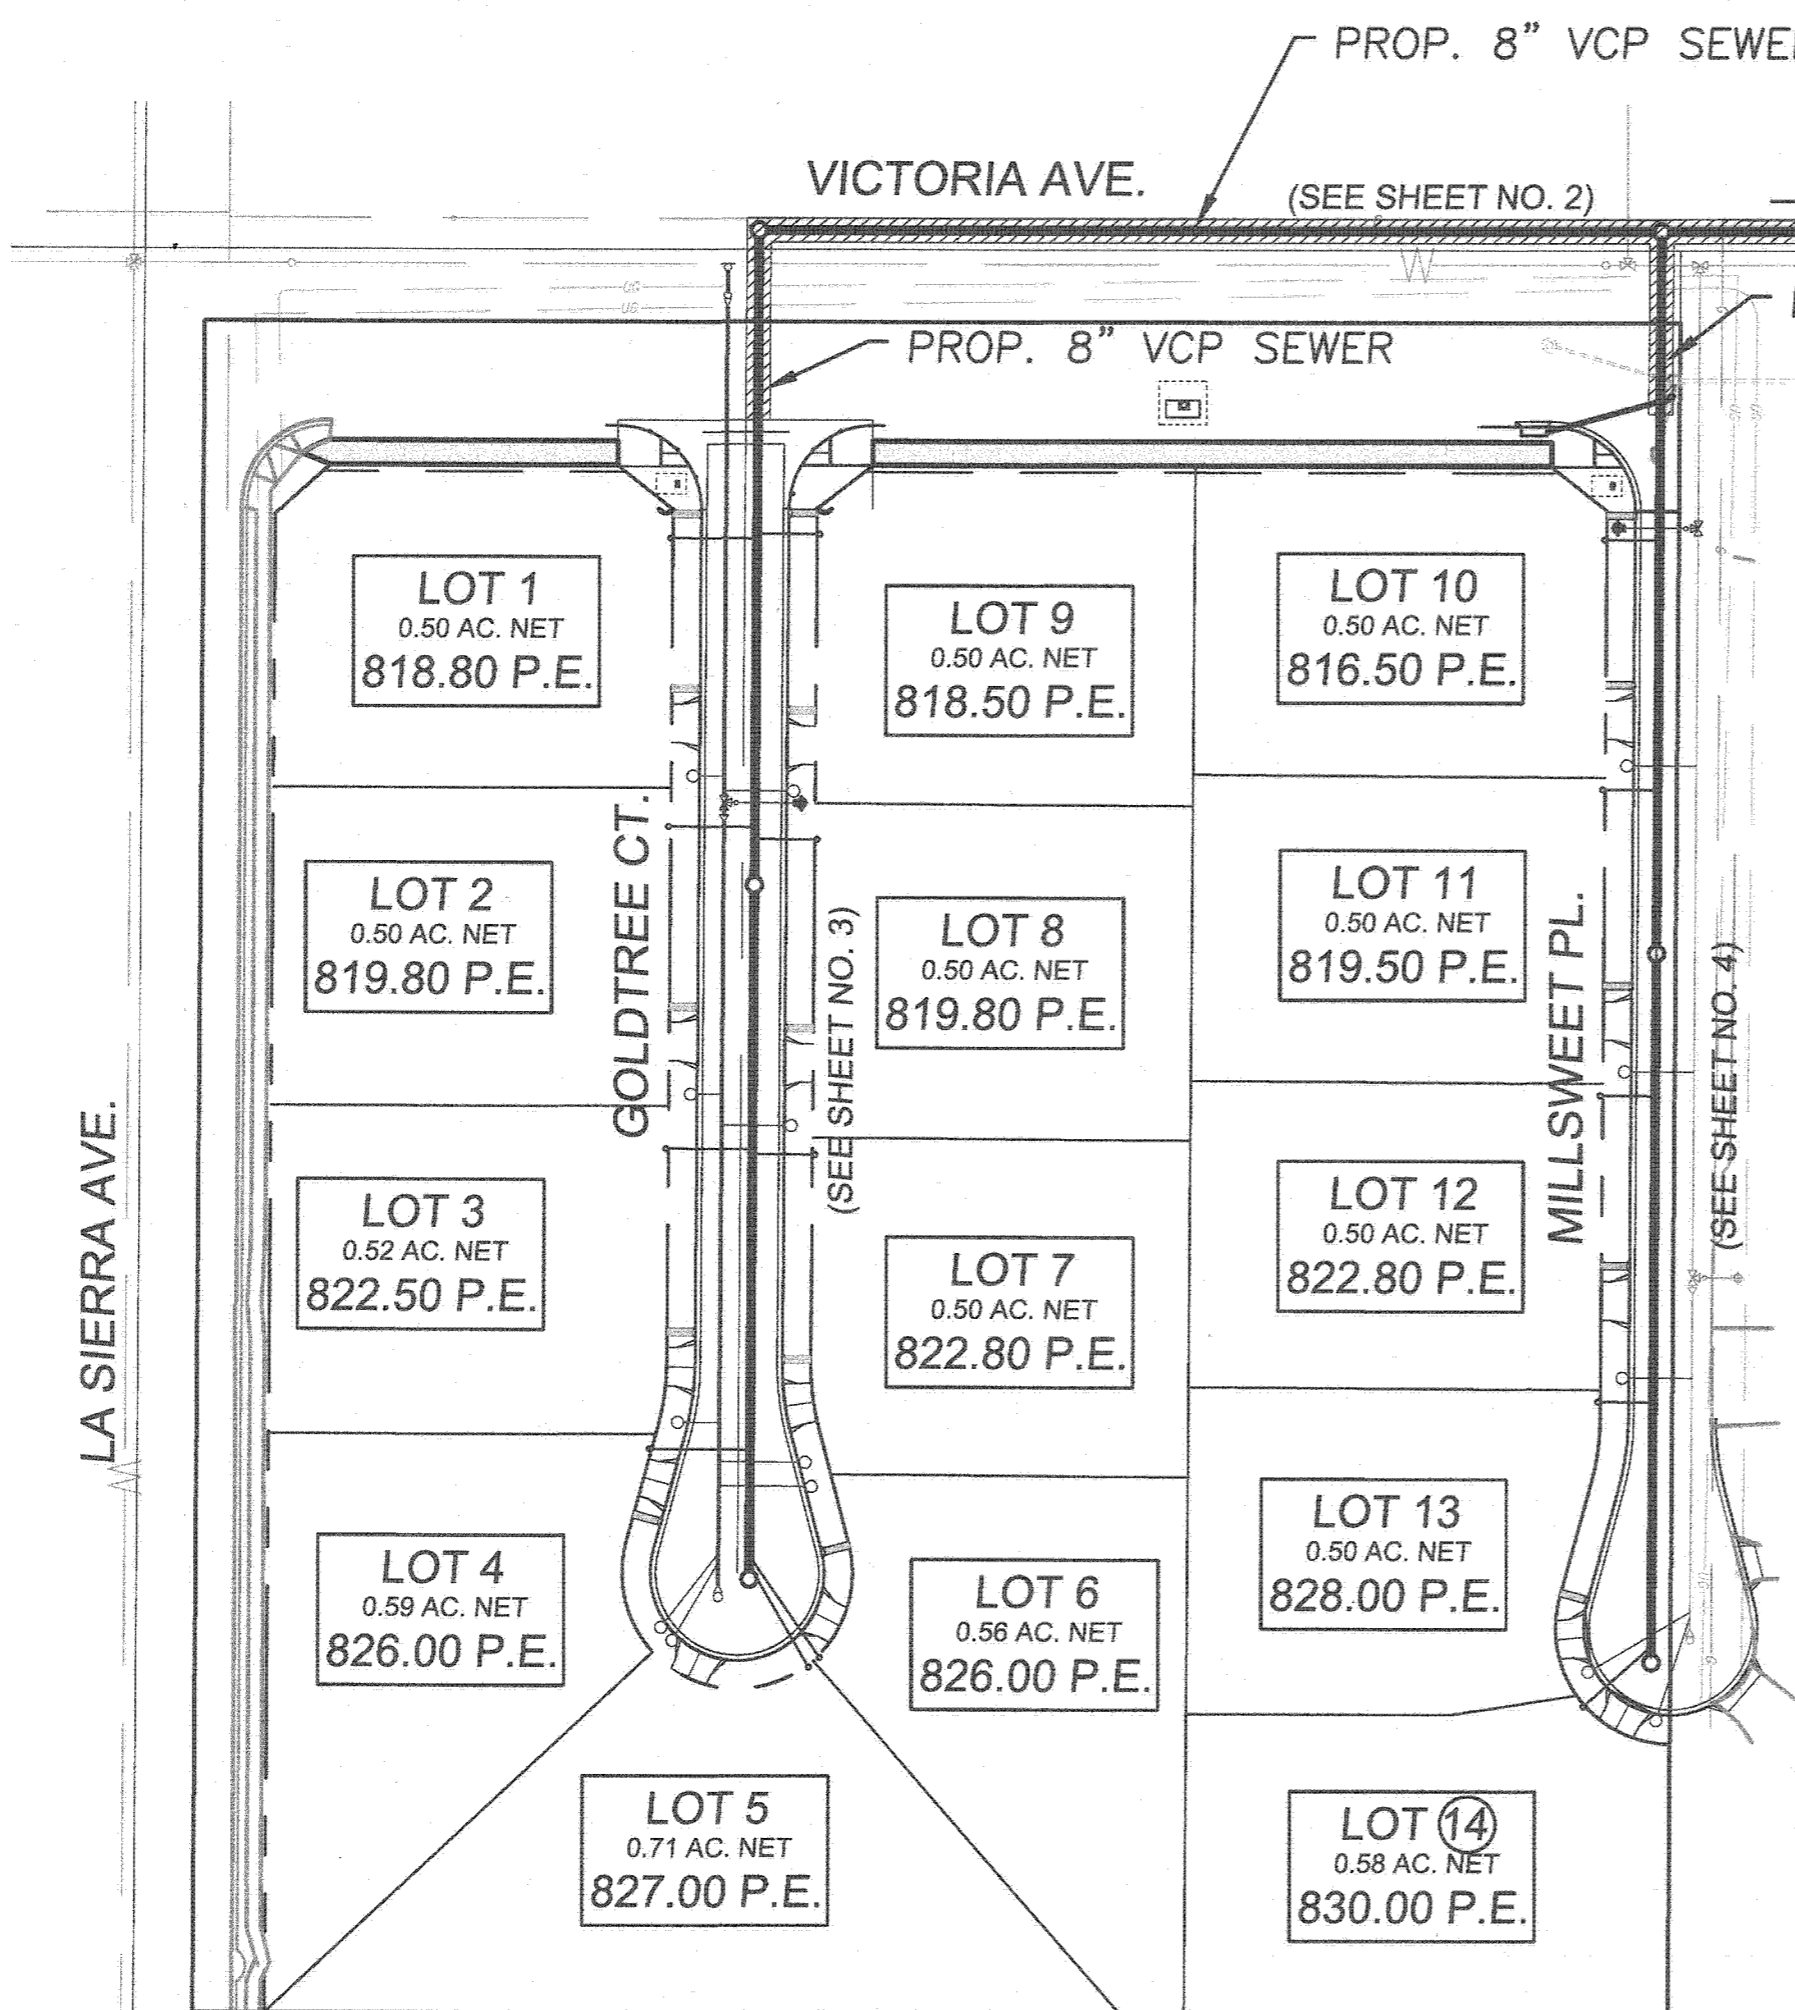 PROP. 8" VCP SEWE
VICTORIA AVE.
(SEE SHEET NO. 2)
PROP. 8" VCP SEWER
LOT 1
0.50 AC. NET
818.80 P.E.
LOT 9
0.50 AC. NET
818.50 P.E.
LOT 10
0.50 AC. NET
816.50 P.E.
LOT 2
0.50 AC. NET
819.80 P.E.
GOLDTREE CT.
(SEE SHEET NO. 3)
LOT 8
0.50 AC. NET
819.80 P.E.
LOT 11
0.50 AC. NET
819.50 P.E.
MILLSWEET PL.
(SEE SHEET NO. 4)
LA SIERRA AVE.
LOT 3
0.52 AC. NET
822.50 P.E.
LOT 7
0.50 AC. NET
822.80 P.E.
LOT 12
0.50 AC. NET
822.80 P.E.
LOT 4
0.59 AC. NET
826.00 P.E.
LOT 6
0.56 AC. NET
826.00 P.E.
LOT 13
0.50 AC. NET
828.00 P.E.
LOT 5
0.71 AC. NET
827.00 P.E.
LOT 14
0.58 AC. NET
830.00 P.E.
W